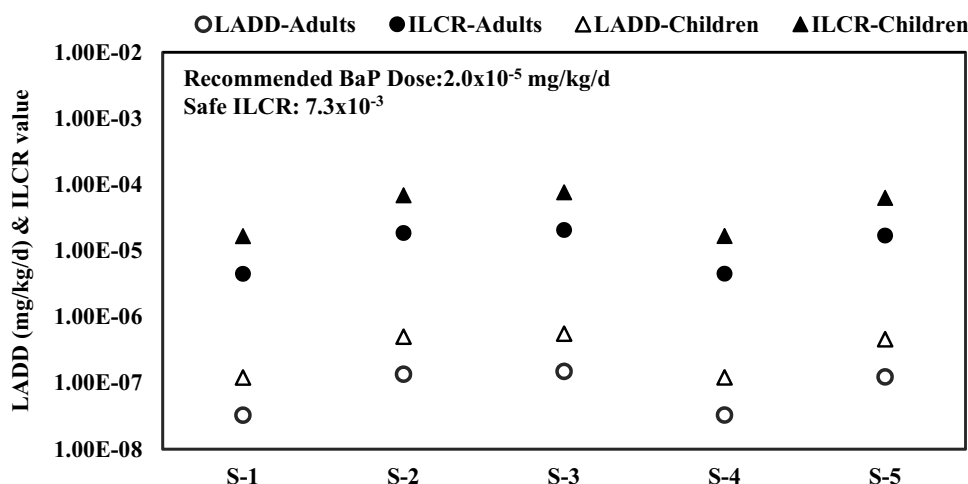 LADD-Adults ILCR-Adults LADD-Children ILCR-Children
1.00E-02
Recommended BaP Dose:2.0x10⁻⁵ mg/kg/d
Safe ILCR: 7.3x10⁻³
1.00E-03
1.00E-04
1.00E-05
1.00E-06
1.00E-07
1.00E-08
LADD (mg/kg/d) & ILCR value
S-1 S-2 S-3 S-4 S-5